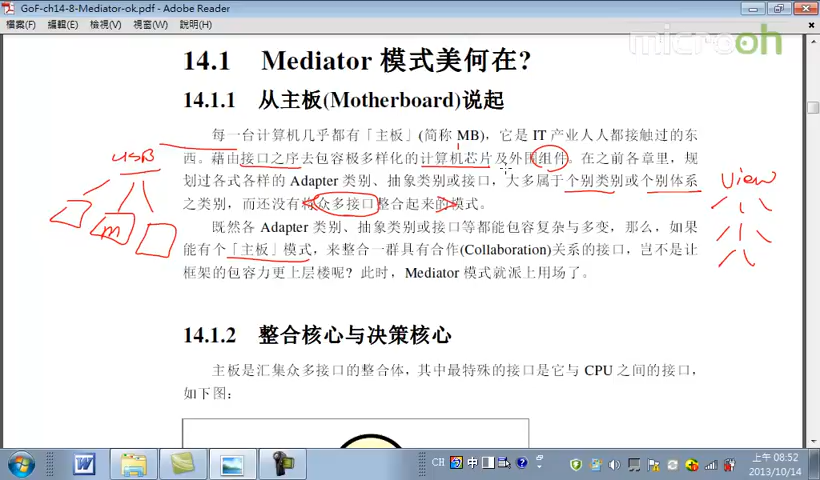 GoF-ch14-8-Mediator-ok.pdf - Adobe Reader
檔案(F) 編輯(E) 檢視(V) 視窗(W) 說明(H)
microoh
14.1 Mediator 模式美何在?
14.1.1 从主板(Motherboard)说起
每一台计算机几乎都有「主板」(简称 MB)，它是 IT 产业人人都接触过的东
西。藉由接口之序去包容极多样化的计算机芯片及外围组件。在之前各章里，规
划过各式各样的 Adapter 类别、抽象类别或接口，大多属于个别类别或个别体系
之类别，而还没有将众多接口整合起来的模式。
既然各 Adapter 类别、抽象类别或接口等都能包容复杂与多变，那么，如果
能有个「主板」模式，来整合一群具有合作(Collaboration)关系的接口，岂不是让
框架的包容力更上层楼呢？此时，Mediator 模式就派上用场了。
USB
m
View
14.1.2 整合核心与决策核心
主板是汇集众多接口的整合体，其中最特殊的接口是它与 CPU 之间的接口，
如下图：
CH 中
上午 08:52
2013/10/14